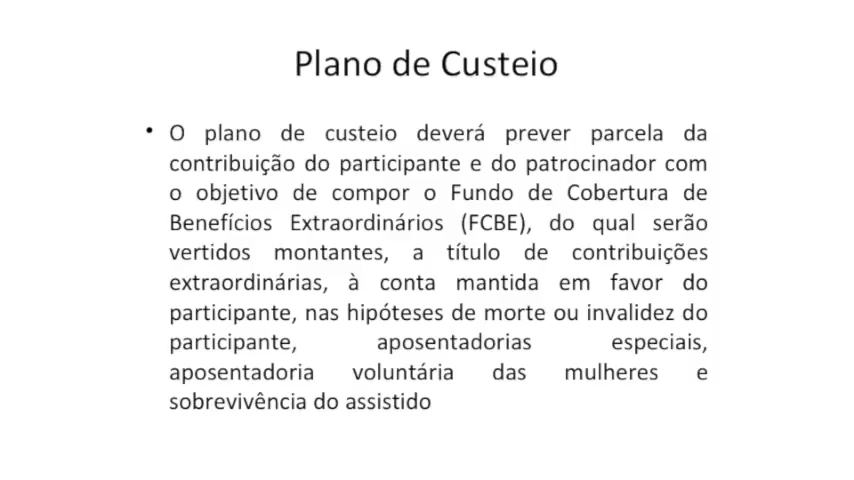 Plano de Custeio
• O plano de custeio deverá prever parcela da
contribuição do participante e do patrocinador com
o objetivo de compor o Fundo de Cobertura de
Benefícios Extraordinários (FCBE), do qual serão
vertidos montantes, a título de contribuições
extraordinárias, à conta mantida em favor do
participante, nas hipóteses de morte ou invalidez do
participante, aposentadorias especiais,
aposentadoria voluntária das mulheres e
sobrevivência do assistido